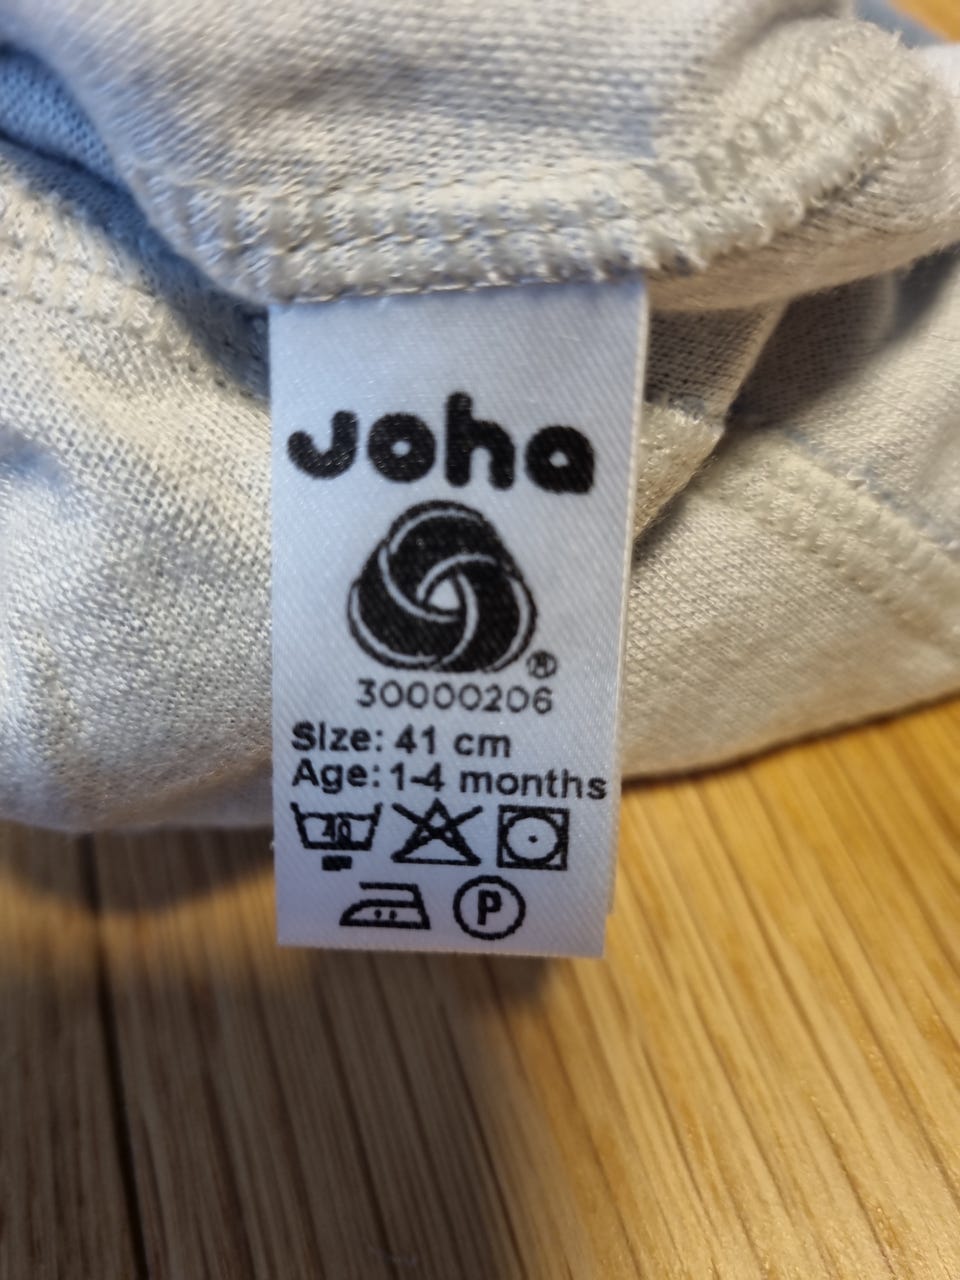 Joha
®
30000206
Size: 41 cm
Age: 1-4 months
40
P